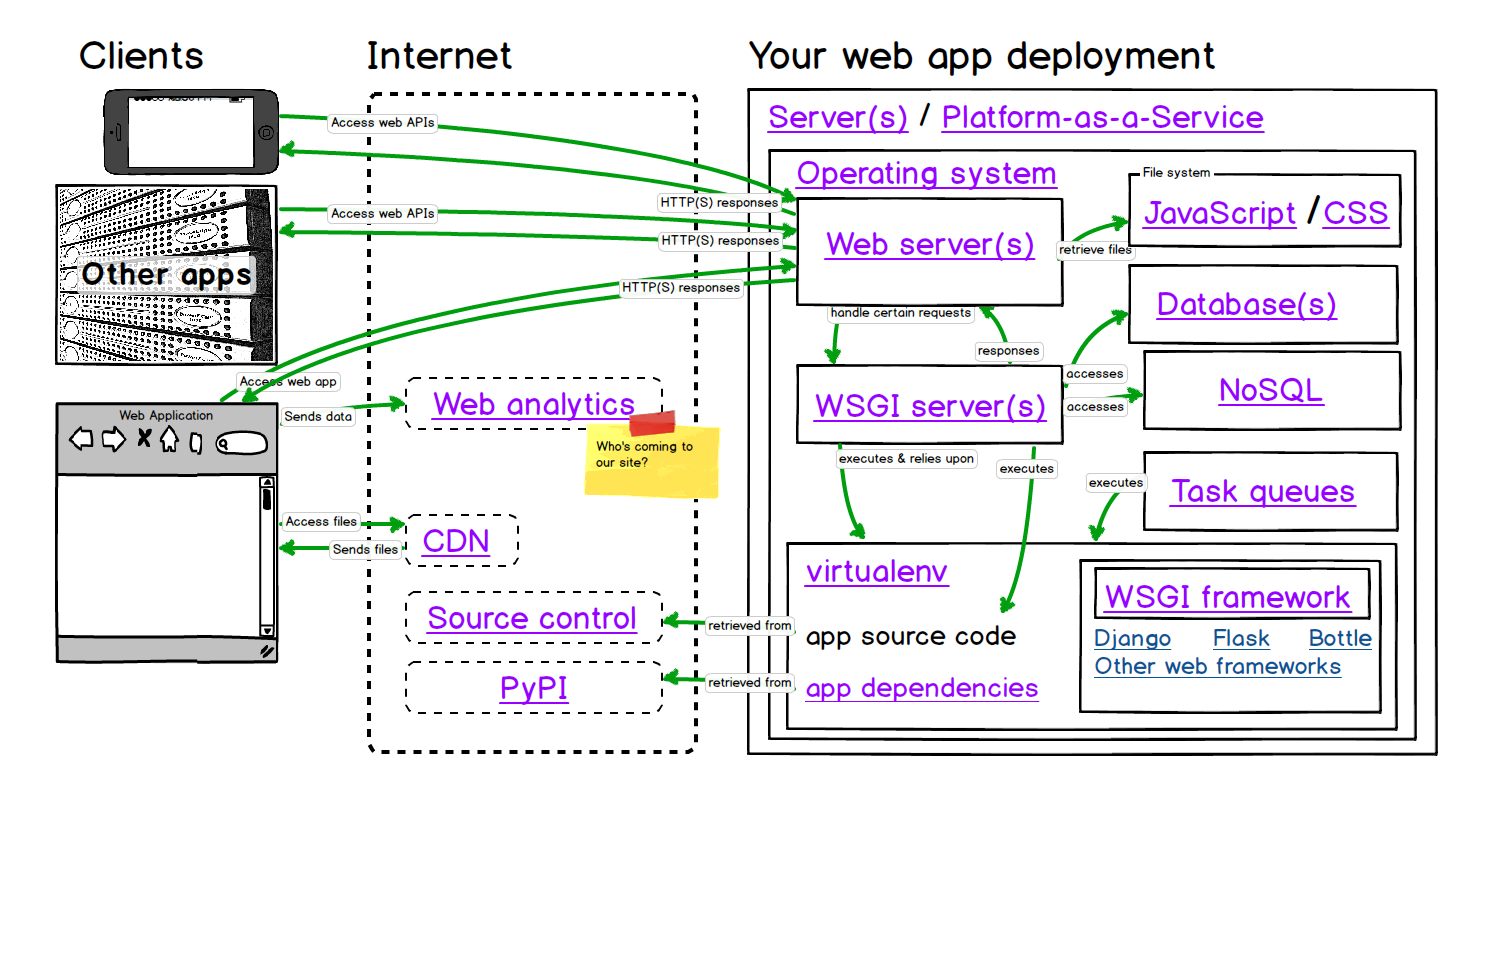 Clients
Internet
Your web app deployment
Access web APIs
HTTP(S) responses
Other apps
Access web APIs
HTTP(S) responses
HTTP(S) responses
Access web app
Web Application
Sends data
Web analytics
Who's coming to
our site?
Access files
Sends files
CDN
Source control
PyPI
retrieved from
retrieved from
Server(s) / Platform-as-a-Service
Operating system
Web server(s)
File system
JavaScript / CSS
retrieve files
Database(s)
handle certain requests
responses
WSGI server(s)
accesses
accesses
NoSQL
executes & relies upon
executes
executes
Task queues
virtualenv
app source code
app dependencies
WSGI framework
Django Flask Bottle
Other web frameworks